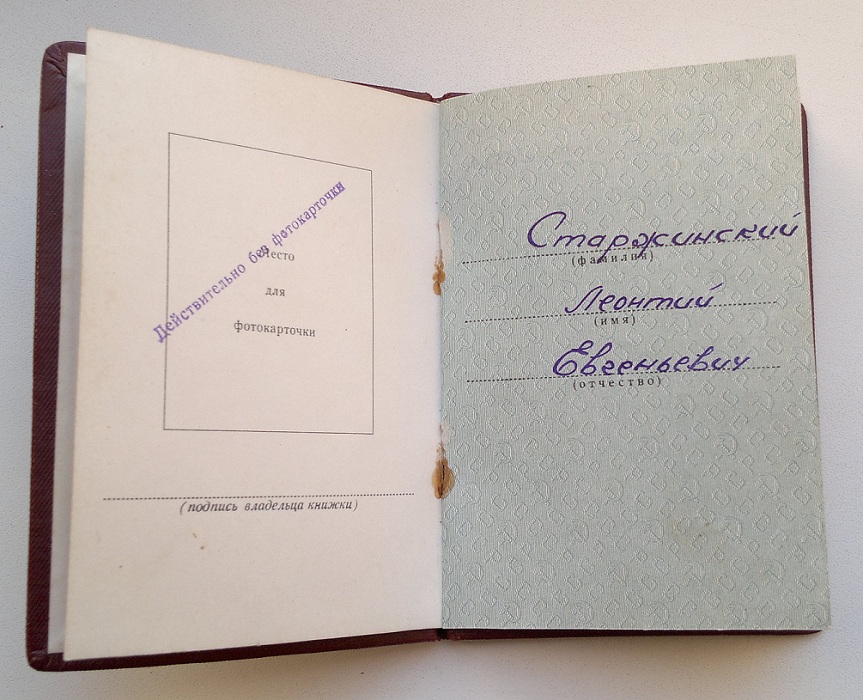 Действительно без фотокарточки
Место
для
фотокарточки
(подпись владельца книжки)
Старжинский
(фамилия)
Леонтий
(имя)
Евгеньевич
(отчество)